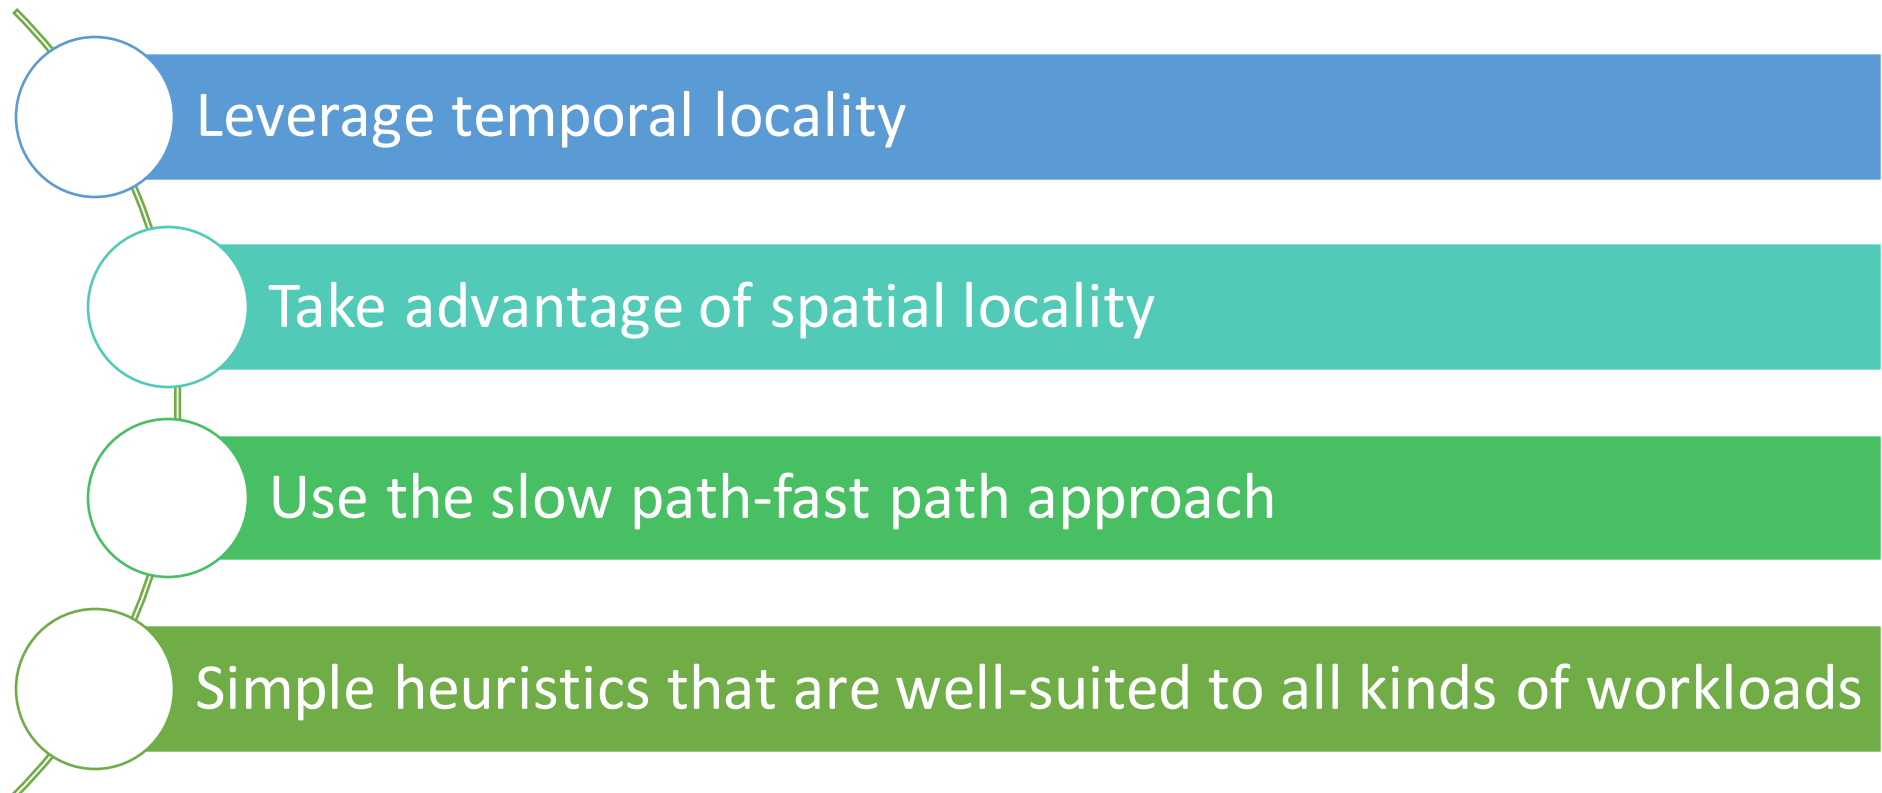 Leverage temporal locality
Take advantage of spatial locality
Use the slow path-fast path approach
Simple heuristics that are well-suited to all kinds of workloads